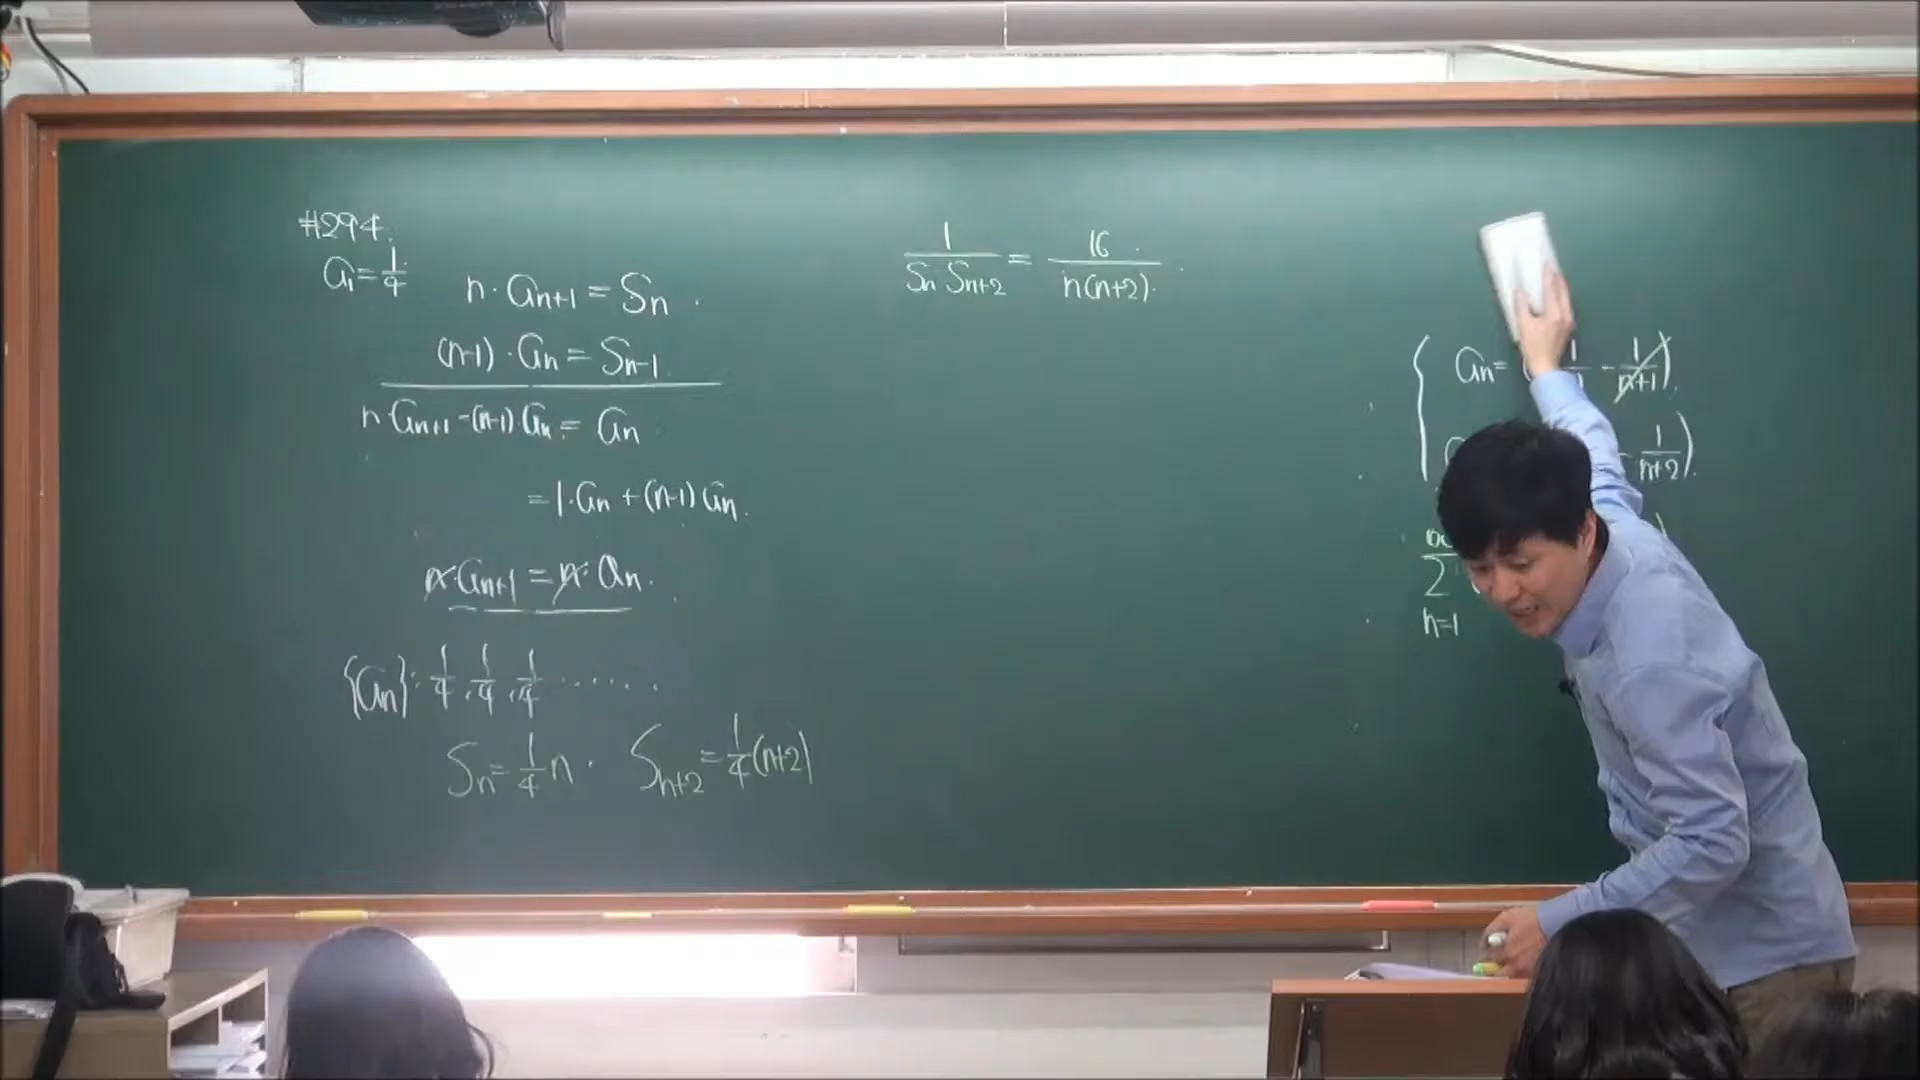 #294.
a₁=1/4
n·aₙ₊₁ = Sₙ
(n-1)·aₙ = Sₙ₋₁
n·aₙ₊₁ -(n-1)·aₙ = aₙ
=1·aₙ + (n-1)aₙ.
n·aₙ₊₁ = n·aₙ.
{aₙ}: 1/4, 1/4, 1/4 ......
Sₙ=1/4n. Sₙ₊₂=1/4(n+2)
1/(Sₙ Sₙ₊₂) = 16/(n(n+2)).
aₙ= - 1/(n+1))
- 1/(n+2)).
n=1